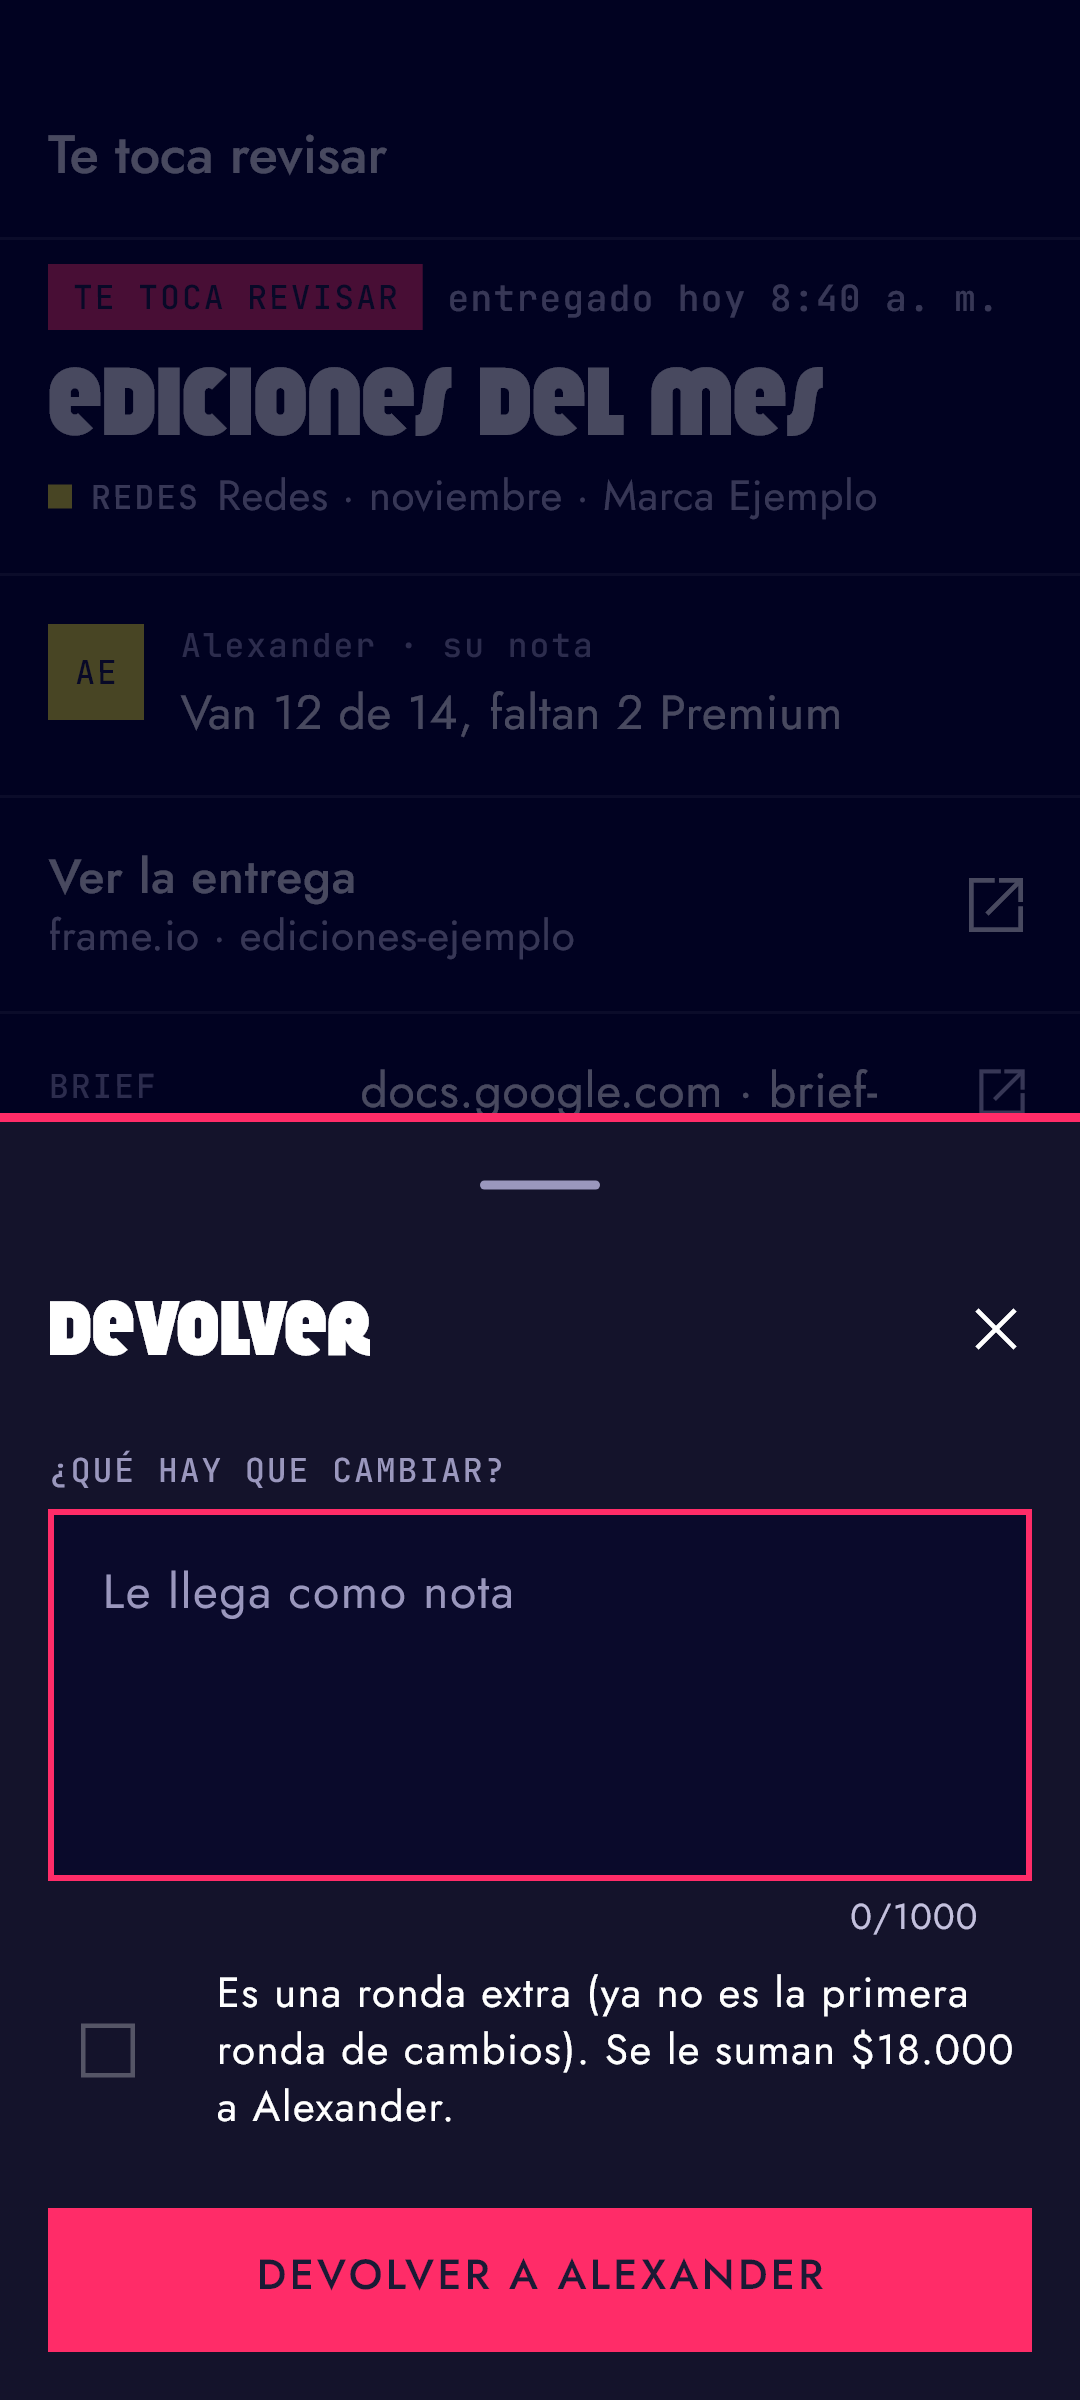 Te toca revisar
TE TOCA REVISAR entregado hoy 8:40 a. m.
EDICIONES DEL MES
REDES Redes · noviembre · Marca Ejemplo
AE
Alexander · su nota
Van 12 de 14, faltan 2 Premium
Ver la entrega
frame.io · ediciones-ejemplo
BRIEF docs.google.com · brief-
DEVOLVER
¿QUÉ HAY QUE CAMBIAR?
Le llega como nota
0/1000
Es una ronda extra (ya no es la primera
ronda de cambios). Se le suman $18.000
a Alexander.
DEVOLVER A ALEXANDER